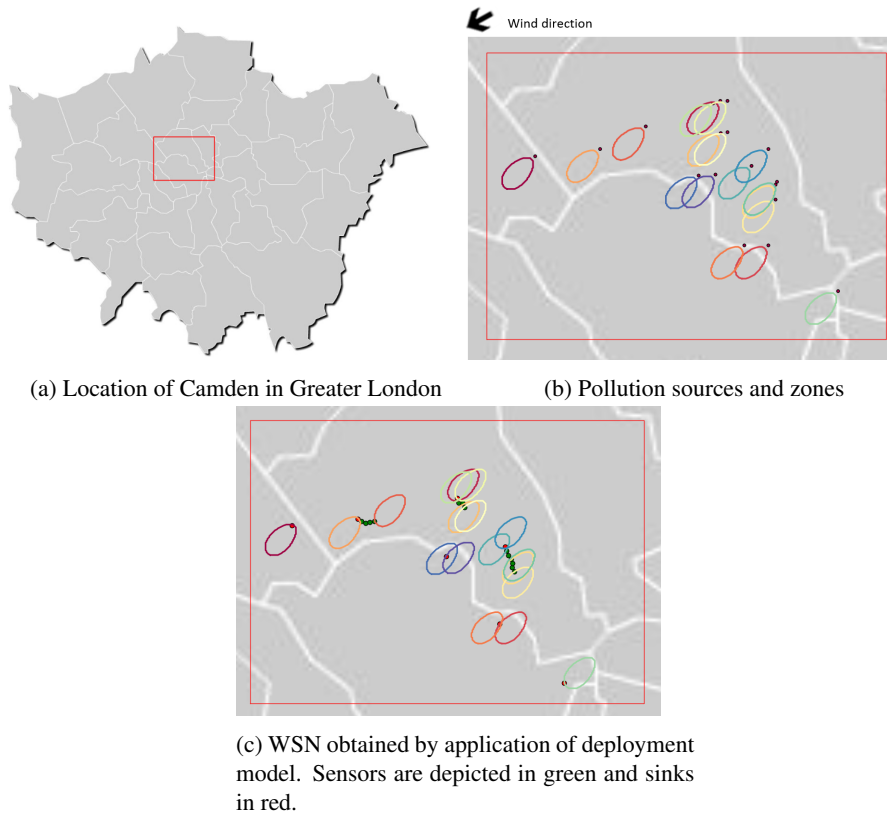 Wind direction
(a) Location of Camden in Greater London
(b) Pollution sources and zones
(c) WSN obtained by application of deployment
model. Sensors are depicted in green and sinks
in red.